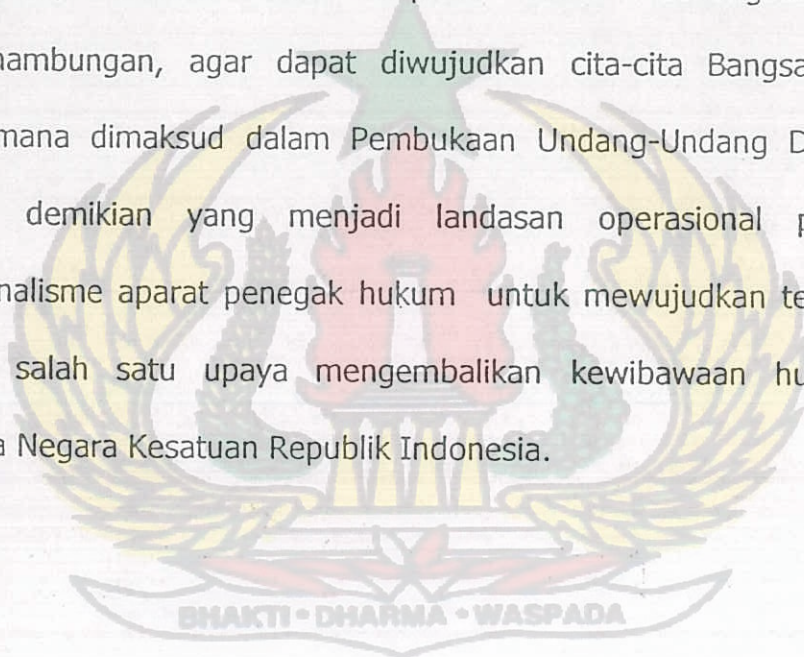 nambungan, agar dapat diwujudkan cita-cita Bangsa
mana dimaksud dalam Pembukaan Undang-Undang D
demikian yang menjadi landasan operasional p
nalisme aparat penegak hukum untuk mewujudkan te
salah satu upaya mengembalikan kewibawaan hu
a Negara Kesatuan Republik Indonesia.
BHAKTI • DHARMA • WASPADA